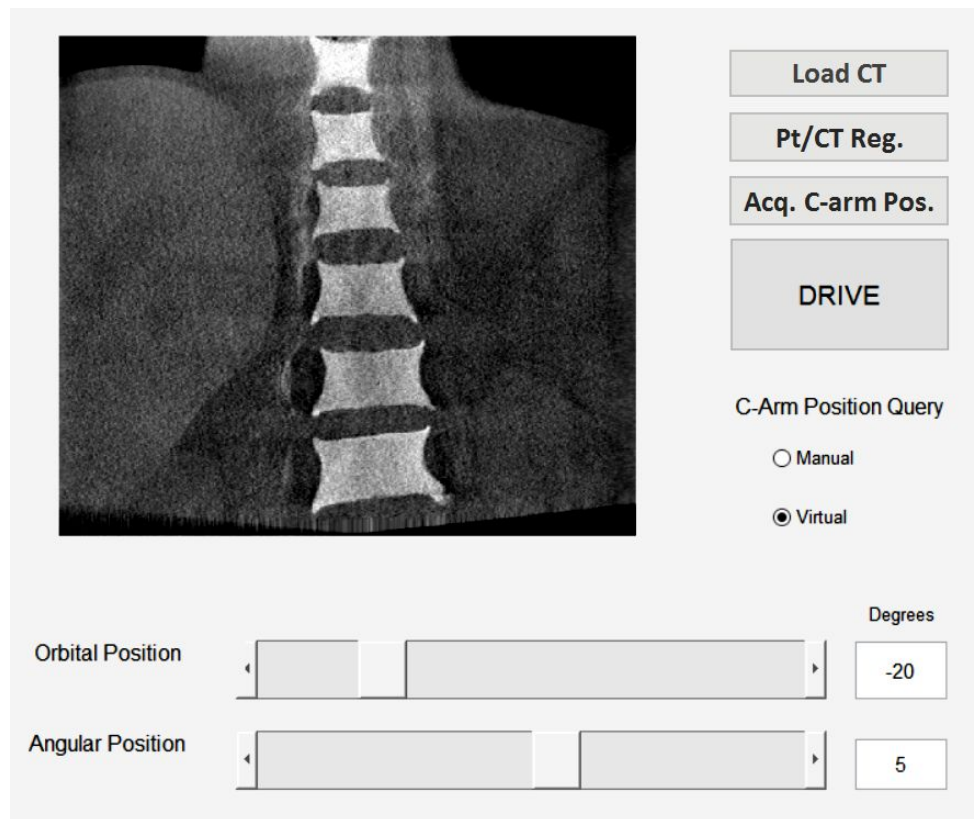 Load CT
Pt/CT Reg.
Acq. C-arm Pos.
DRIVE
C-Arm Position Query
Manual
Virtual
Degrees
Orbital Position
-20
Angular Position
5